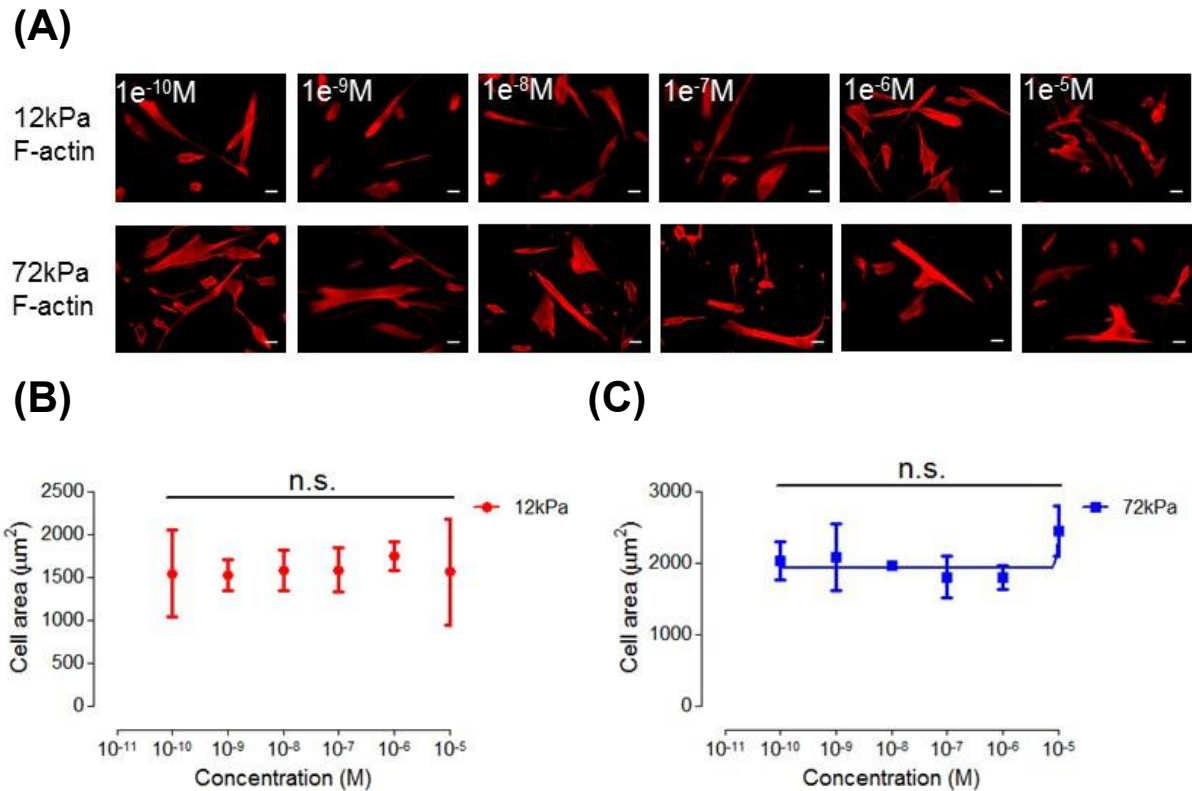 (A)
1e⁻¹⁰M 1e⁻⁹M 1e⁻⁸M 1e⁻⁷M 1e⁻⁶M 1e⁻⁵M
12kPa
F-actin
72kPa
F-actin
(B)
n.s.
12kPa
2500
2000
1500
1000
500
0
Cell area (μm²)
10⁻¹¹ 10⁻¹⁰ 10⁻⁹ 10⁻⁸ 10⁻⁷ 10⁻⁶ 10⁻⁵
Concentration (M)
(C)
n.s.
72kPa
3000
2000
1000
0
Cell area (μm²)
10⁻¹¹ 10⁻¹⁰ 10⁻⁹ 10⁻⁸ 10⁻⁷ 10⁻⁶ 10⁻⁵
Concentration (M)